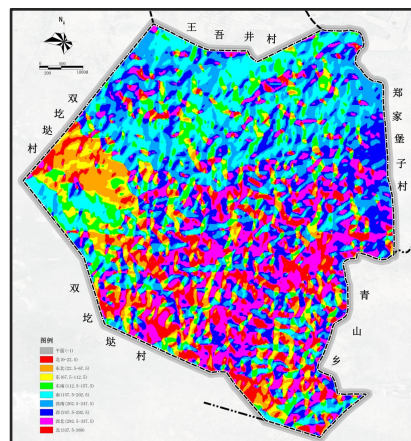 N
王吾井村
双圪垯村
郑家堡子村
双圪垯村
青山乡
图例
平面(-1)
北(0-22.5)
东北(22.5-67.5)
东(67.5-112.5)
东南(112.5-157.5)
南(157.5-202.5)
西南(202.5-247.5)
西(247.5-292.5)
西北(292.5-337.5)
北(337.5-360)